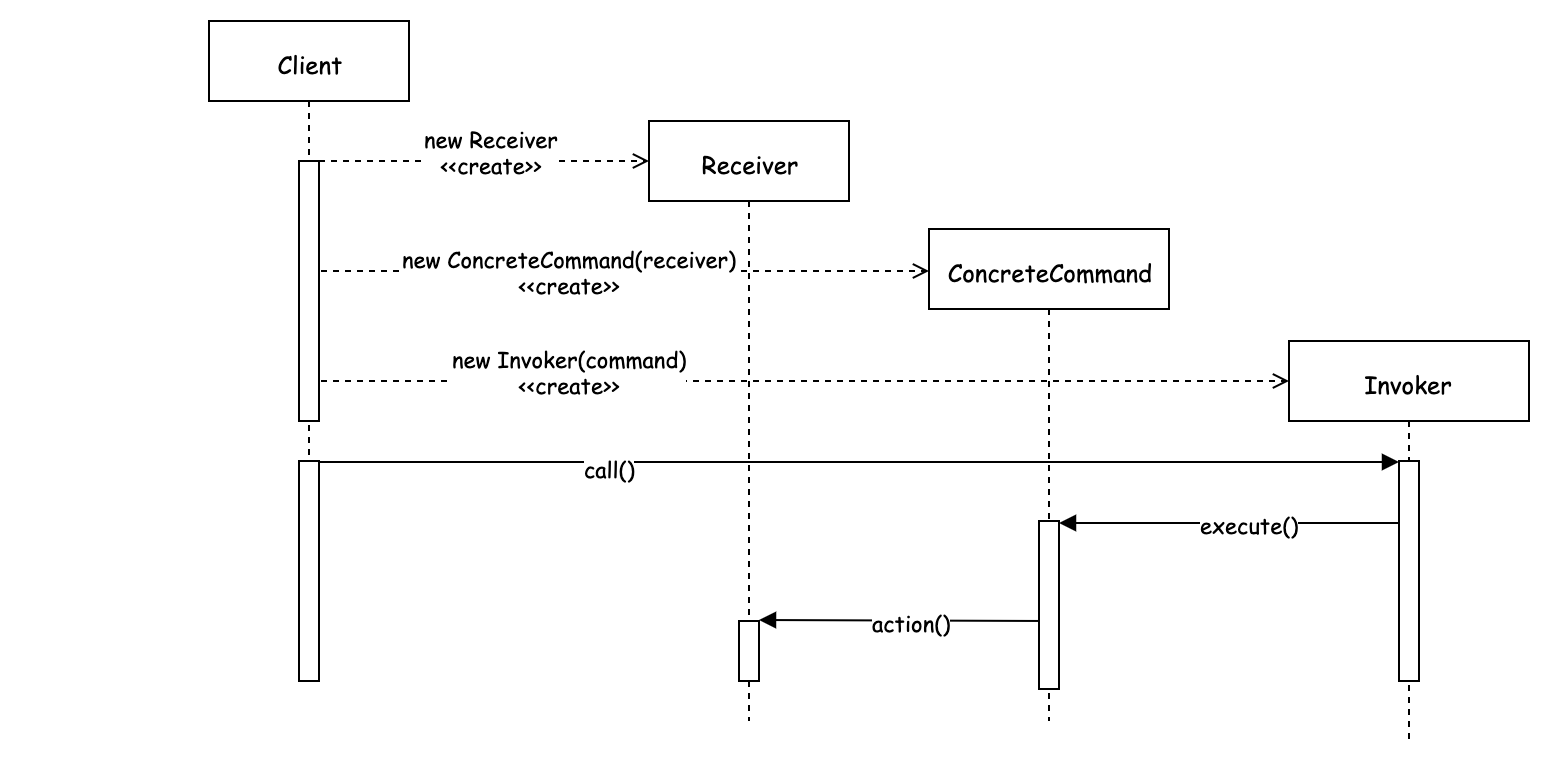 Client
new Receiver
<<create>>
Receiver
new ConcreteCommand(receiver)
<<create>>
ConcreteCommand
new Invoker(command)
<<create>>
Invoker
call()
execute()
action()